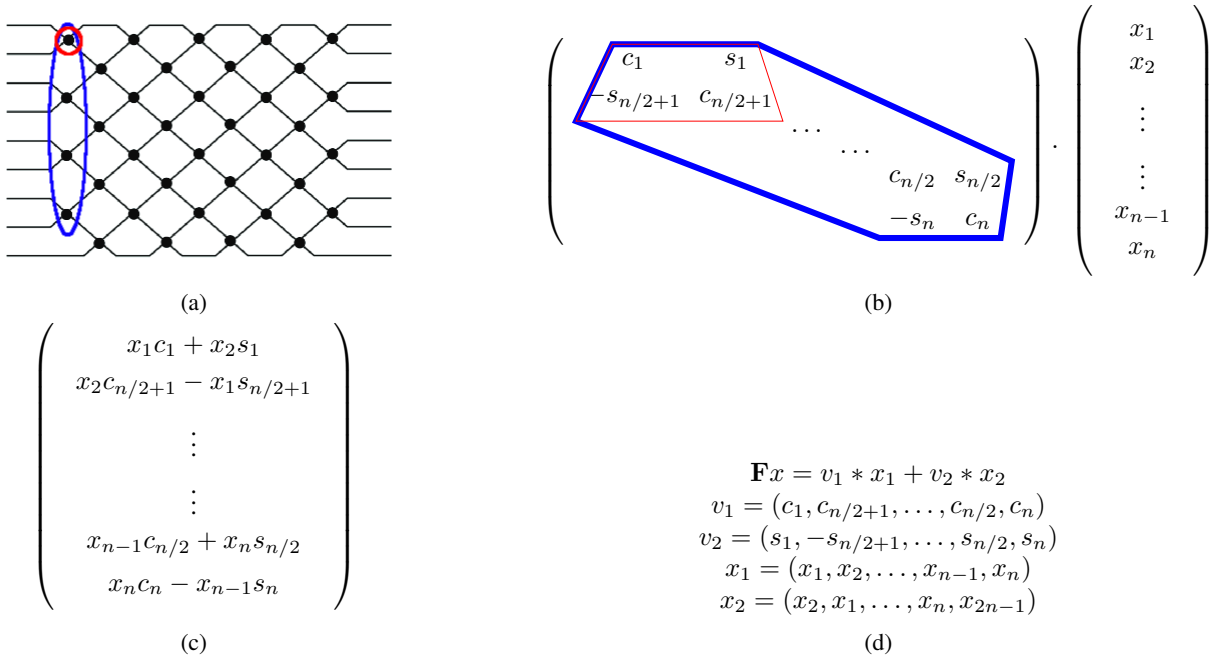 (a)
c_1 s_1
-s_{n/2+1} c_{n/2+1}
... 
...
c_{n/2} s_{n/2}
-s_n c_n
·
x_1
x_2
⋮
⋮
x_{n-1}
x_n
(b)
x_1c_1 + x_2s_1
x_2c_{n/2+1} − x_1s_{n/2+1}
⋮
⋮
x_{n−1}c_{n/2} + x_ns_{n/2}
x_nc_n − x_{n−1}s_n
(c)
Fx = v_1 ∗ x_1 + v_2 ∗ x_2
v_1 = (c_1, c_{n/2+1}, . . . , c_{n/2}, c_n)
v_2 = (s_1, −s_{n/2+1}, . . . , s_{n/2}, s_n)
x_1 = (x_1, x_2, . . . , x_{n−1}, x_n)
x_2 = (x_2, x_1, . . . , x_n, x_{2n−1})
(d)